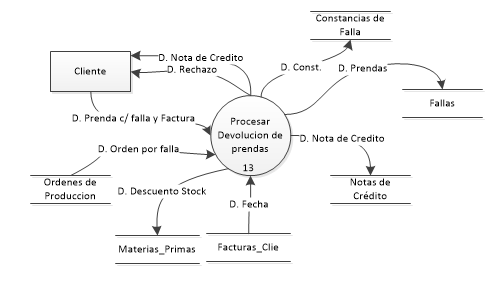 Constancias de
Falla
D. Nota de Credito
D. Rechazo
D. Const.
D. Prendas
Cliente
Fallas
D. Prenda c/ falla y Factura
Procesar
Devolucion de
prendas
13
D. Nota de Credito
D. Orden por falla
Ordenes de
Produccion
D. Descuento Stock
Notas de
Crédito
D. Fecha
Materias_Primas
Facturas_Clie